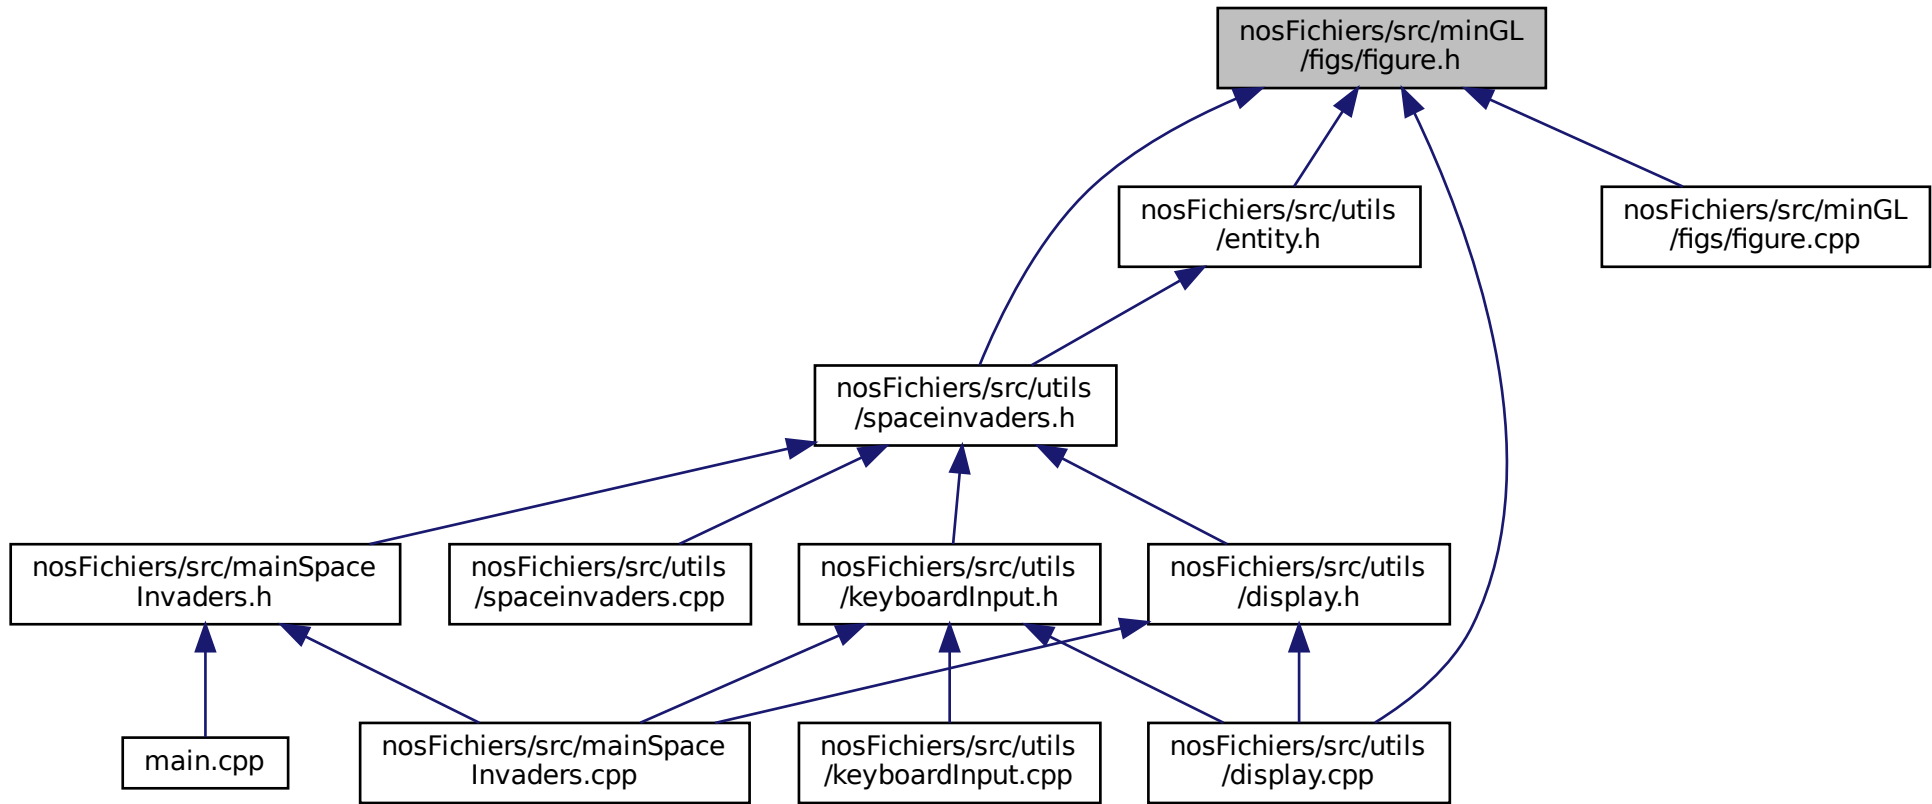 nosFichiers/src/minGL
/figs/figure.h
nosFichiers/src/utils
/entity.h
nosFichiers/src/minGL
/figs/figure.cpp
nosFichiers/src/utils
/spaceinvaders.h
nosFichiers/src/mainSpace
Invaders.h
nosFichiers/src/utils
/spaceinvaders.cpp
nosFichiers/src/utils
/keyboardInput.h
nosFichiers/src/utils
/display.h
main.cpp
nosFichiers/src/mainSpace
Invaders.cpp
nosFichiers/src/utils
/keyboardInput.cpp
nosFichiers/src/utils
/display.cpp